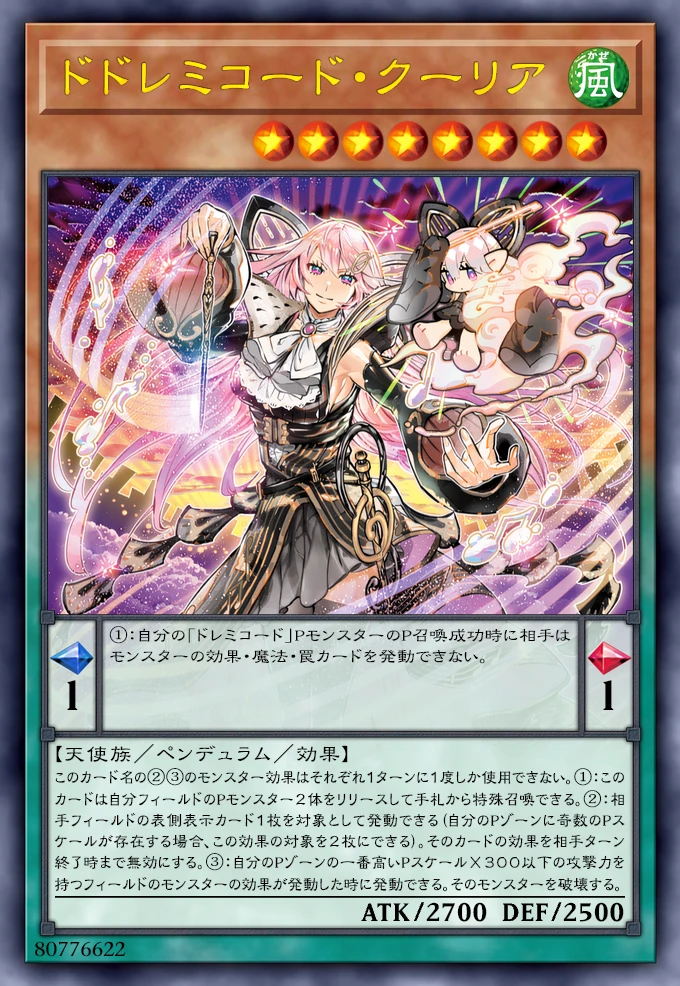 ドドレミコード・クーリア
かぜ
風
①：自分の「ドレミコード」PモンスターのP召喚成功時に相手は
モンスターの効果・魔法・罠カードを発動できない。
1
1
【天使族／ペンデュラム／効果】
このカード名の②③のモンスター効果はそれぞれ1ターンに1度しか使用できない。①：この
カードは自分フィールドのPモンスター2体をリリースして手札から特殊召喚できる。②：相
手フィールドの表側表示カード1枚を対象として発動できる（自分のPゾーンに奇数のPス
ケールが存在する場合、この効果の対象を2枚にできる）。そのカードの効果を相手ターン
終了時まで無効にする。③：自分のPゾーンの一番高いPスケール×300以下の攻撃力を
持つフィールドのモンスターの効果が発動した時に発動できる。そのモンスターを破壊する。
ATK/2700 DEF/2500
80776622